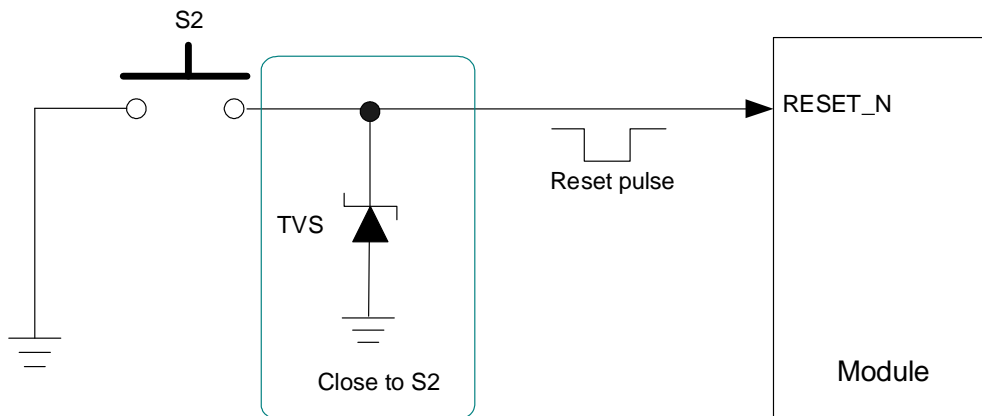 S2
RESET_N
Reset pulse
TVS
Close to S2
Module